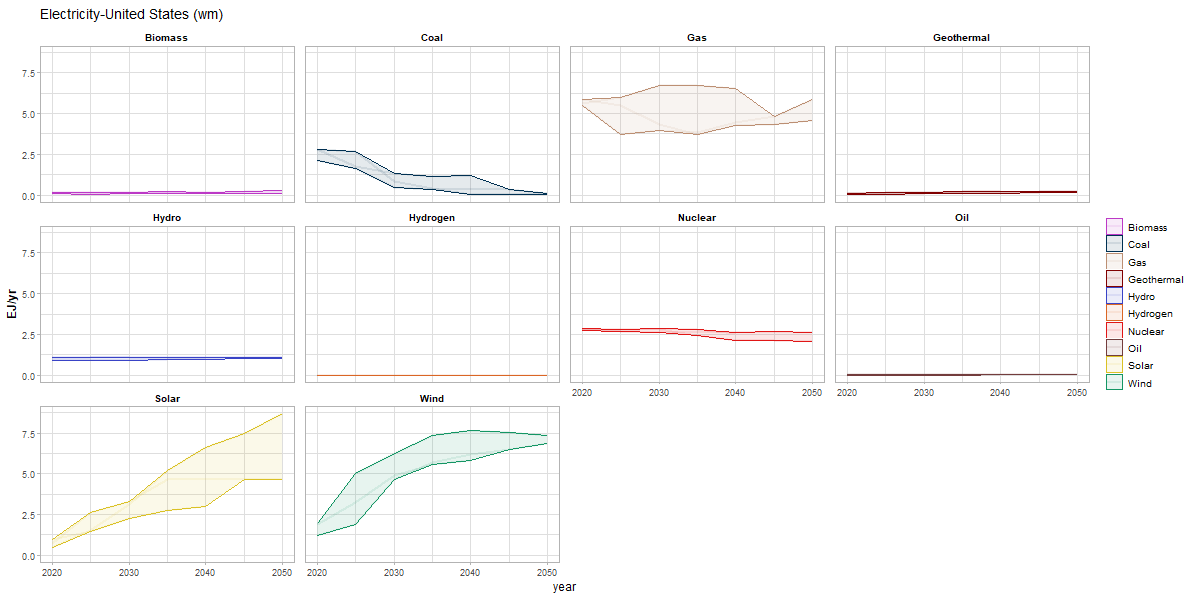 Electricity-United States (wm)
Biomass
Coal
Gas
Geothermal
7.5
5.0
2.5
0.0
Hydro
Hydrogen
Nuclear
Oil
7.5
5.0
2.5
0.0
2020 2030 2040 2050
2020 2030 2040 2050
Solar
Wind
7.5
5.0
2.5
0.0
2020 2030 2040 2050
2020 2030 2040 2050
EJ/yr
year
Biomass
Coal
Gas
Geothermal
Hydro
Hydrogen
Nuclear
Oil
Solar
Wind